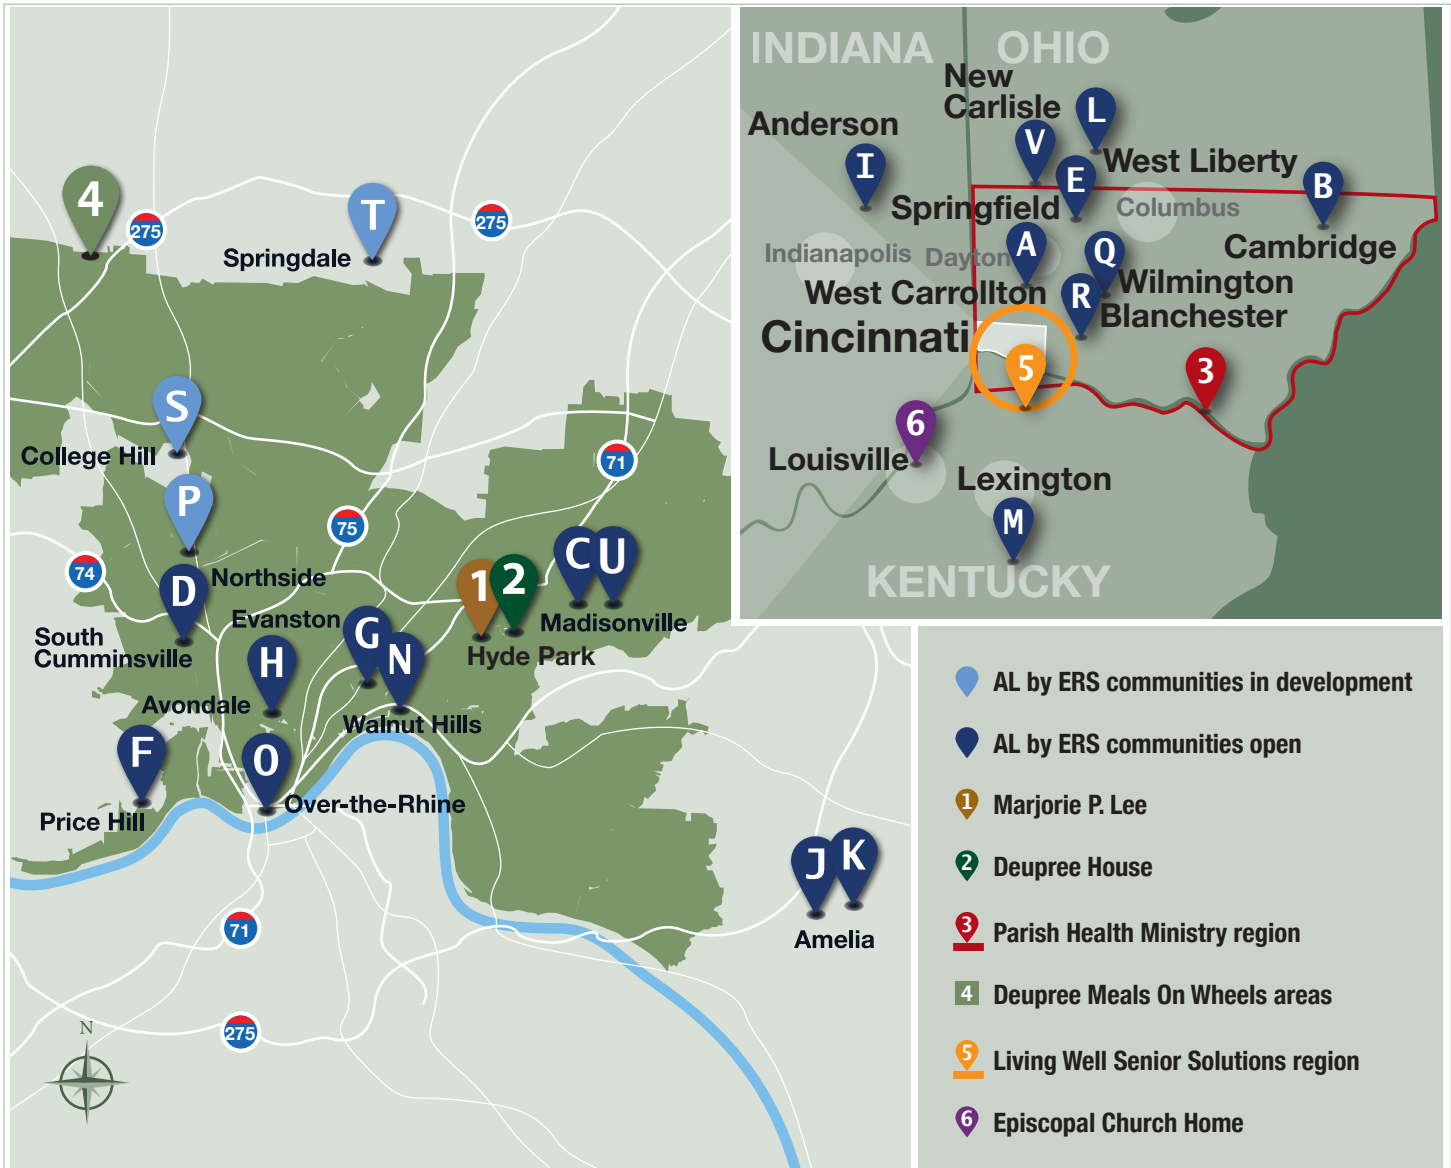 4
275
T
275
Springdale
S
College Hill
P
71
75
74
D
Northside
C
U
1
2
Madisonville
Hyde Park
Evanston
G
N
South
Cumminsville
H
Avondale
Walnut Hills
F
O
Over-the-Rhine
Price Hill
J
K
Amelia
71
275
N
INDIANA
OHIO
New
Carlisle
L
Anderson
V
West Liberty
I
E
B
Springfield
Columbus
Cambridge
Indianapolis
Dayton
A
Q
West Carrollton
Wilmington
R
Blanchester
Cincinnati
5
3
6
Louisville
Lexington
M
KENTUCKY
AL by ERS communities in development
AL by ERS communities open
1 Marjorie P. Lee
2 Deupree House
3 Parish Health Ministry region
4 Deupree Meals On Wheels areas
5 Living Well Senior Solutions region
6 Episcopal Church Home